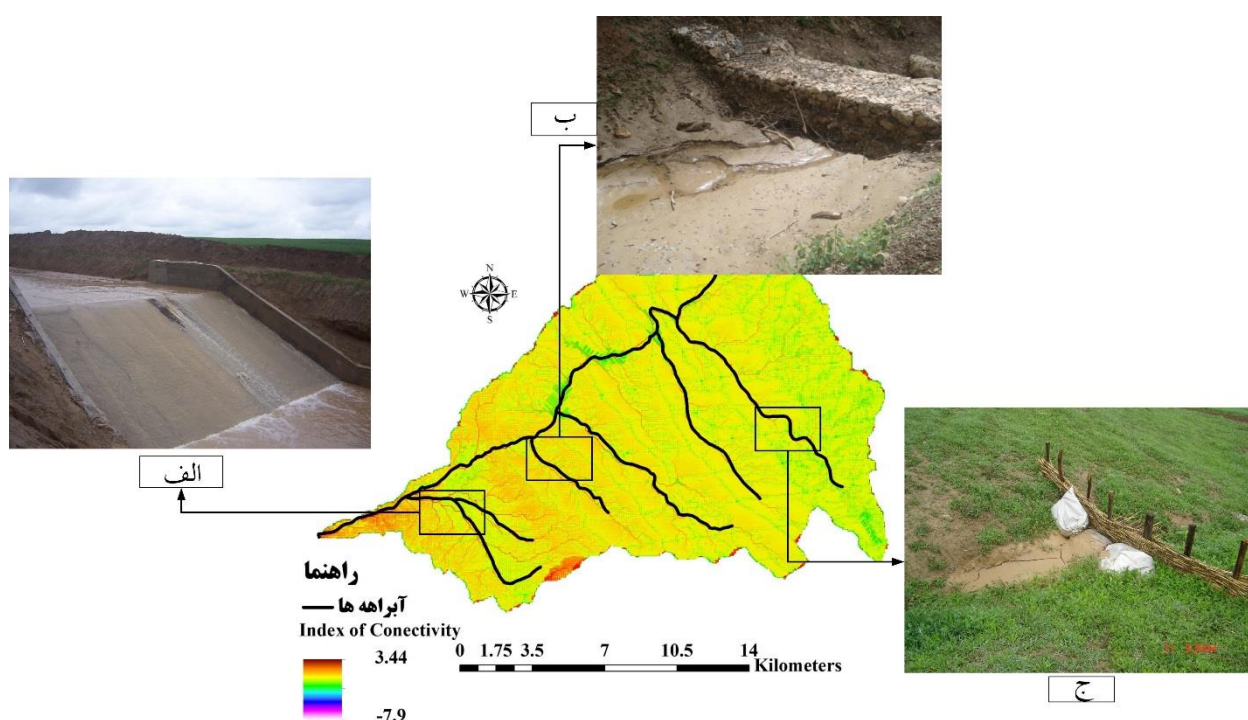 ب
الف
N
W E
S
راهنما
آبراهه ها
Index of Conectivity
3.44
-7.9
0 1.75 3.5 7 10.5 14
Kilometers
ج